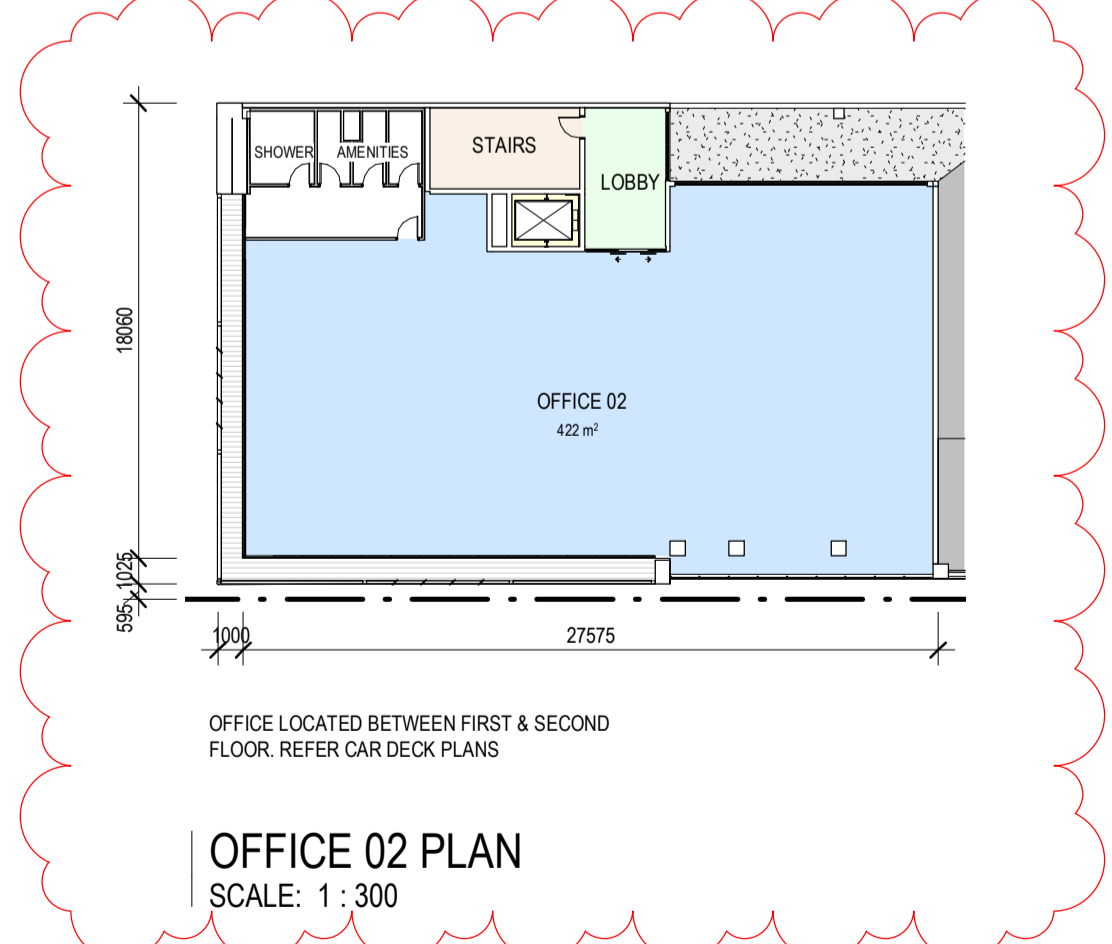 STAIRS
SHOWER
AMENITIES
LOBBY
18060
OFFICE 02
422 m²
1025
595
1000
27575
OFFICE LOCATED BETWEEN FIRST & SECOND
FLOOR. REFER CAR DECK PLANS
OFFICE 02 PLAN
SCALE: 1 : 300